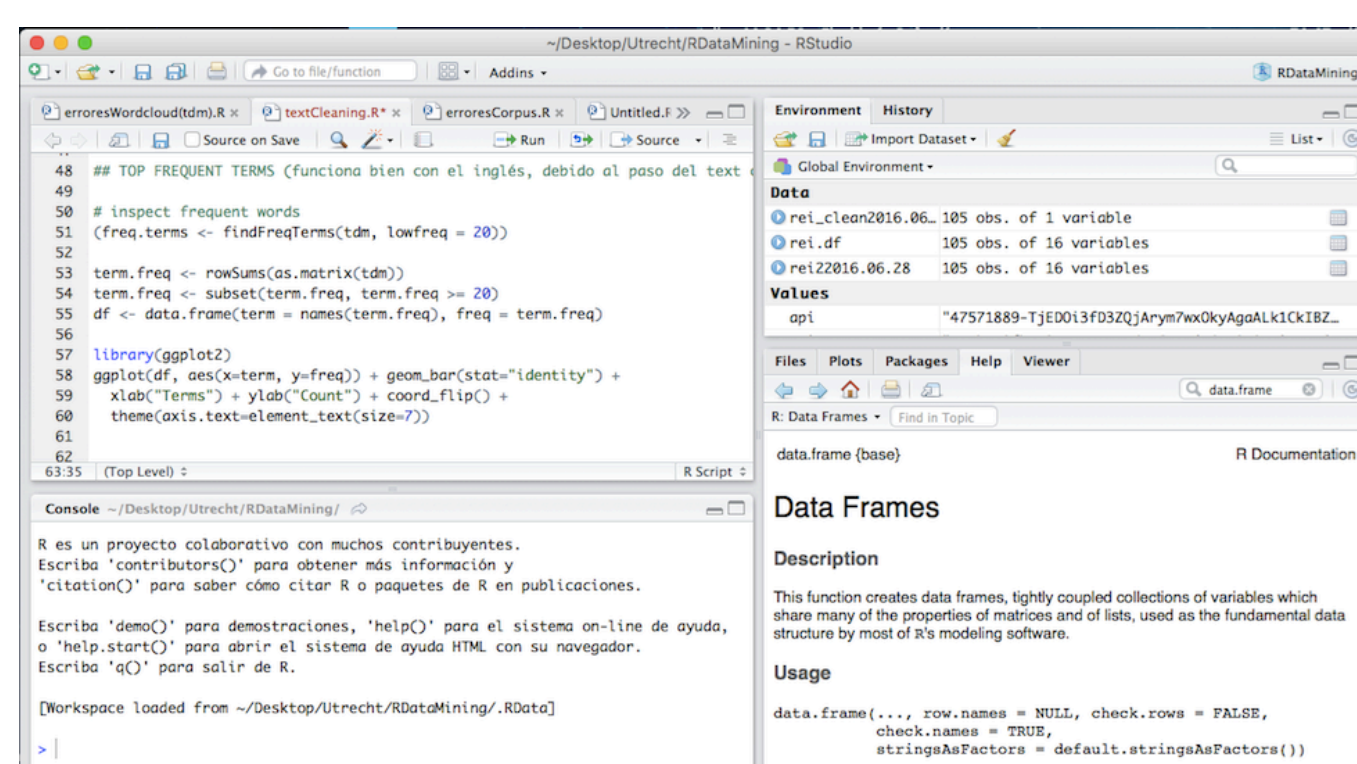 ~/Desktop/Utrecht/RDataMining - RStudio
Go to file/function
Addins
RDataMining
erroresWordcloud(tdm).R
textCleaning.R*
erroresCorpus.R
Untitled.R
Source on Save
Run
Source
48 ## TOP FREQUENT TERMS (funciona bien con el inglés, debido al paso del text
49
50 # inspect frequent words
51 (freq.terms <- findFreqTerms(tdm, lowfreq = 20))
52
53 term.freq <- rowSums(as.matrix(tdm))
54 term.freq <- subset(term.freq, term.freq >= 20)
55 df <- data.frame(term = names(term.freq), freq = term.freq)
56
57 library(ggplot2)
58 ggplot(df, aes(x=term, y=freq)) + geom_bar(stat="identity") +
59 xlab("Terms") + ylab("Count") + coord_flip() +
60 theme(axis.text=element_text(size=7))
61
62
63:35 (Top Level) R Script
Console ~/Desktop/Utrecht/RDataMining/
R es un proyecto colaborativo con muchos contribuyentes.
Escriba 'contributors()' para obtener más información y
'citation()' para saber cómo citar R o paquetes de R en publicaciones.
Escriba 'demo()' para demostraciones, 'help()' para el sistema on-line de ayuda,
o 'help.start()' para abrir el sistema de ayuda HTML con su navegador.
Escriba 'q()' para salir de R.
[Workspace loaded from ~/Desktop/Utrecht/RDataMining/.RData]
>
Environment History
Import Dataset List
Global Environment
Data
rei_clean2016.06… 105 obs. of 1 variable
rei.df 105 obs. of 16 variables
rei22016.06.28 105 obs. of 16 variables
Values
api
Files Plots Packages Help Viewer
data.frame
R: Data Frames Find in Topic
data.frame {base} R Documentation
Data Frames
Description
This function creates data frames, tightly coupled collections of variables which
share many of the properties of matrices and of lists, used as the fundamental data
structure by most of R's modeling software.
Usage
data.frame(..., row.names = NULL, check.rows = FALSE,
check.names = TRUE,
stringsAsFactors = default.stringsAsFactors())